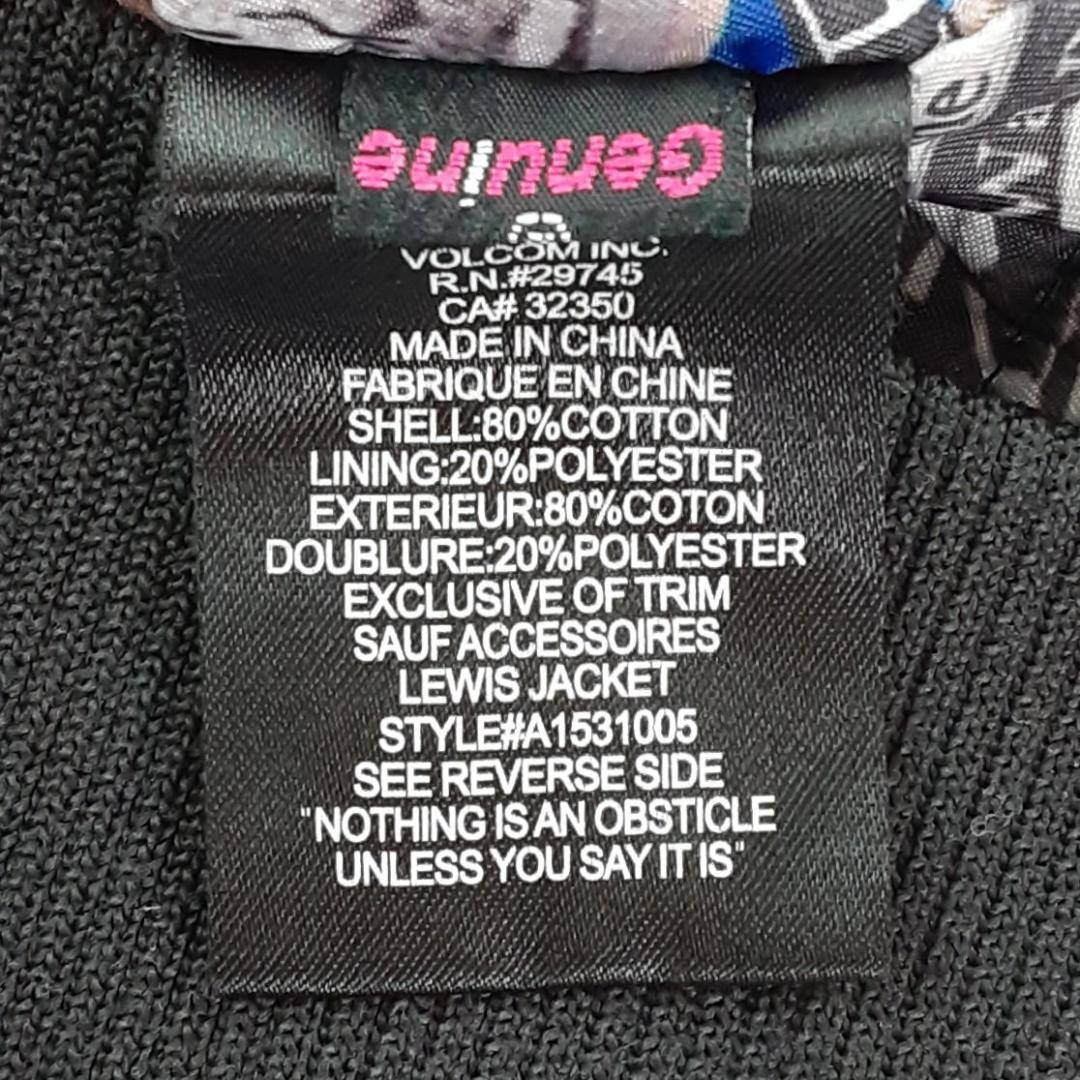 Genuine
VOLCOM INC.
R.N.#29745
CA# 32350
MADE IN CHINA
FABRIQUE EN CHINE
SHELL:80%COTTON
LINING:20%POLYESTER
EXTERIEUR:80%COTON
DOUBLURE:20%POLYESTER
EXCLUSIVE OF TRIM
SAUF ACCESSOIRES
LEWIS JACKET
STYLE#A1531005
SEE REVERSE SIDE
"NOTHING IS AN OBSTICLE
UNLESS YOU SAY IT IS"